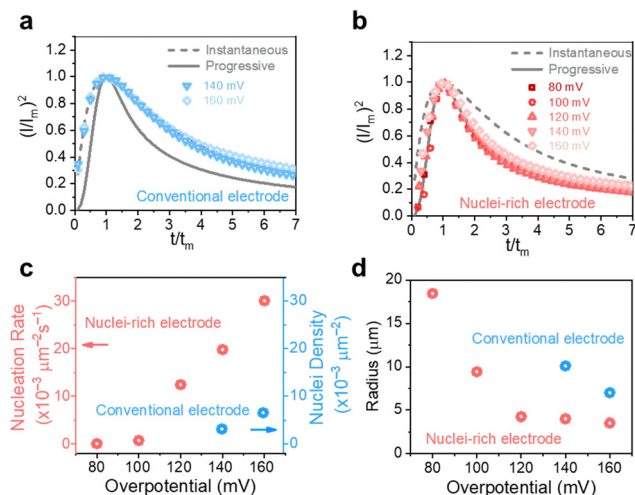 a
Instantaneous
Progressive
140 mV
160 mV
(I/Im)²
1.2
1.0
0.8
0.6
0.4
0.2
0.0
Conventional electrode
0 1 2 3 4 5 6 7
t/tm
b
Instantaneous
Progressive
80 mV
100 mV
120 mV
140 mV
160 mV
(I/Im)²
1.2
1.0
0.8
0.6
0.4
0.2
0.0
Nuclei-rich electrode
0 1 2 3 4 5 6 7
t/tm
c
Nucleation Rate
(x10⁻³ μm⁻²s⁻¹)
30
20
10
0
Nuclei-rich electrode
Conventional electrode
30
20
10
0
Nuclei Density
(x10⁻³ μm⁻²)
80 100 120 140 160
Overpotential (mV)
d
Radius (μm)
20
15
10
5
0
Conventional electrode
Nuclei-rich electrode
80 100 120 140 160
Overpotential (mV)